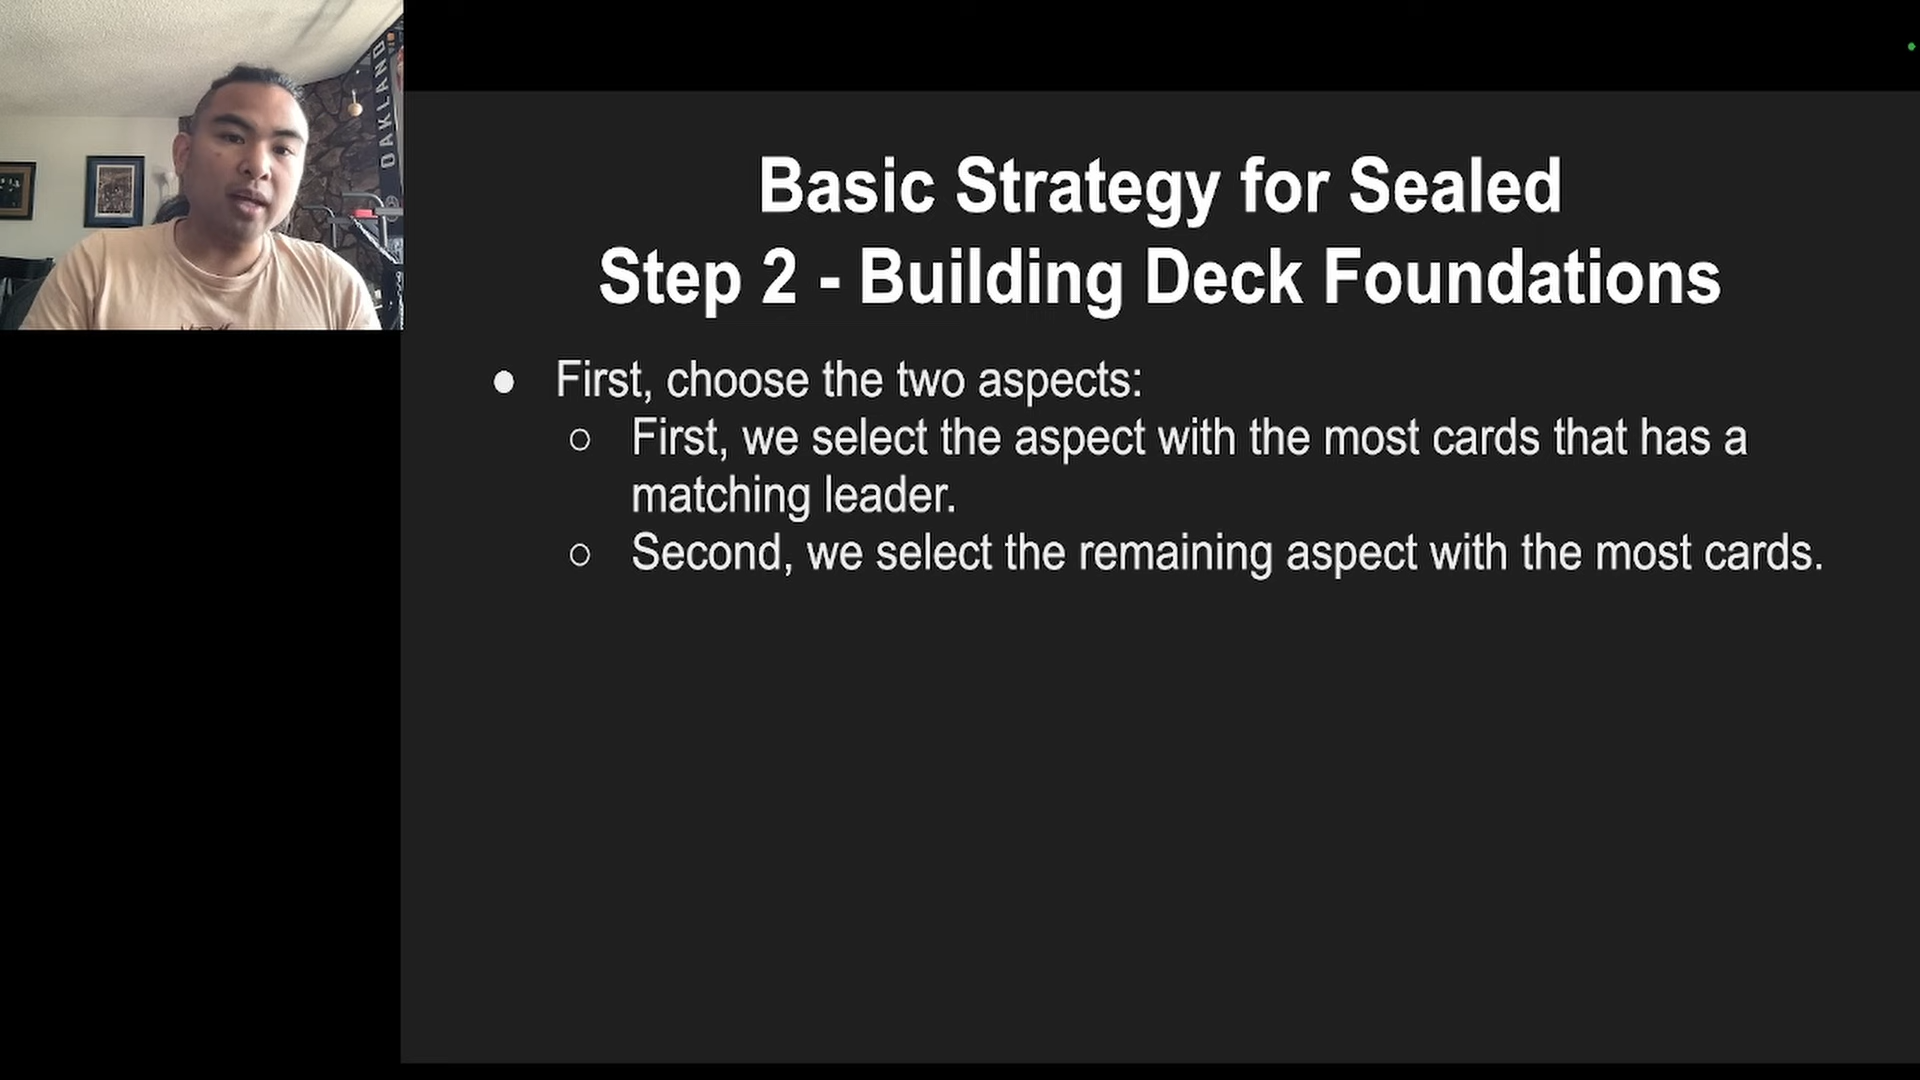 OAKLAND
Basic Strategy for Sealed
Step 2 - Building Deck Foundations
● First, choose the two aspects:
○ First, we select the aspect with the most cards that has a
matching leader.
○ Second, we select the remaining aspect with the most cards.